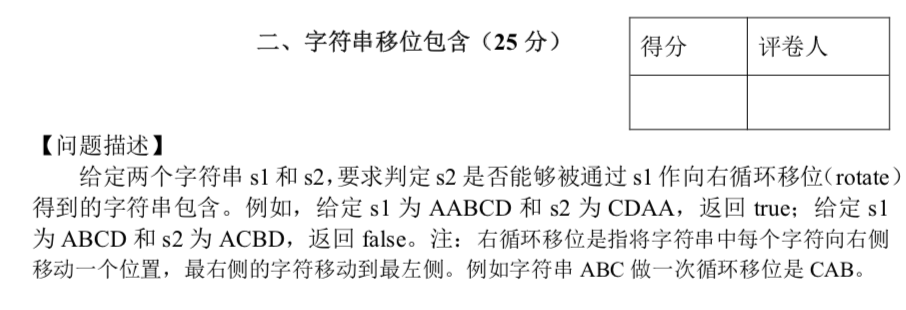 二、字符串移位包含（25 分）
得分 评卷人
【问题描述】
给定两个字符串 s1 和 s2，要求判定 s2 是否能够被通过 s1 作向右循环移位（rotate）
得到的字符串包含。例如，给定 s1 为 AABCD 和 s2 为 CDAA，返回 true；给定 s1
为 ABCD 和 s2 为 ACBD，返回 false。注：右循环移位是指将字符串中每个字符向右侧
移动一个位置，最右侧的字符移动到最左侧。例如字符串 ABC 做一次循环移位是 CAB。